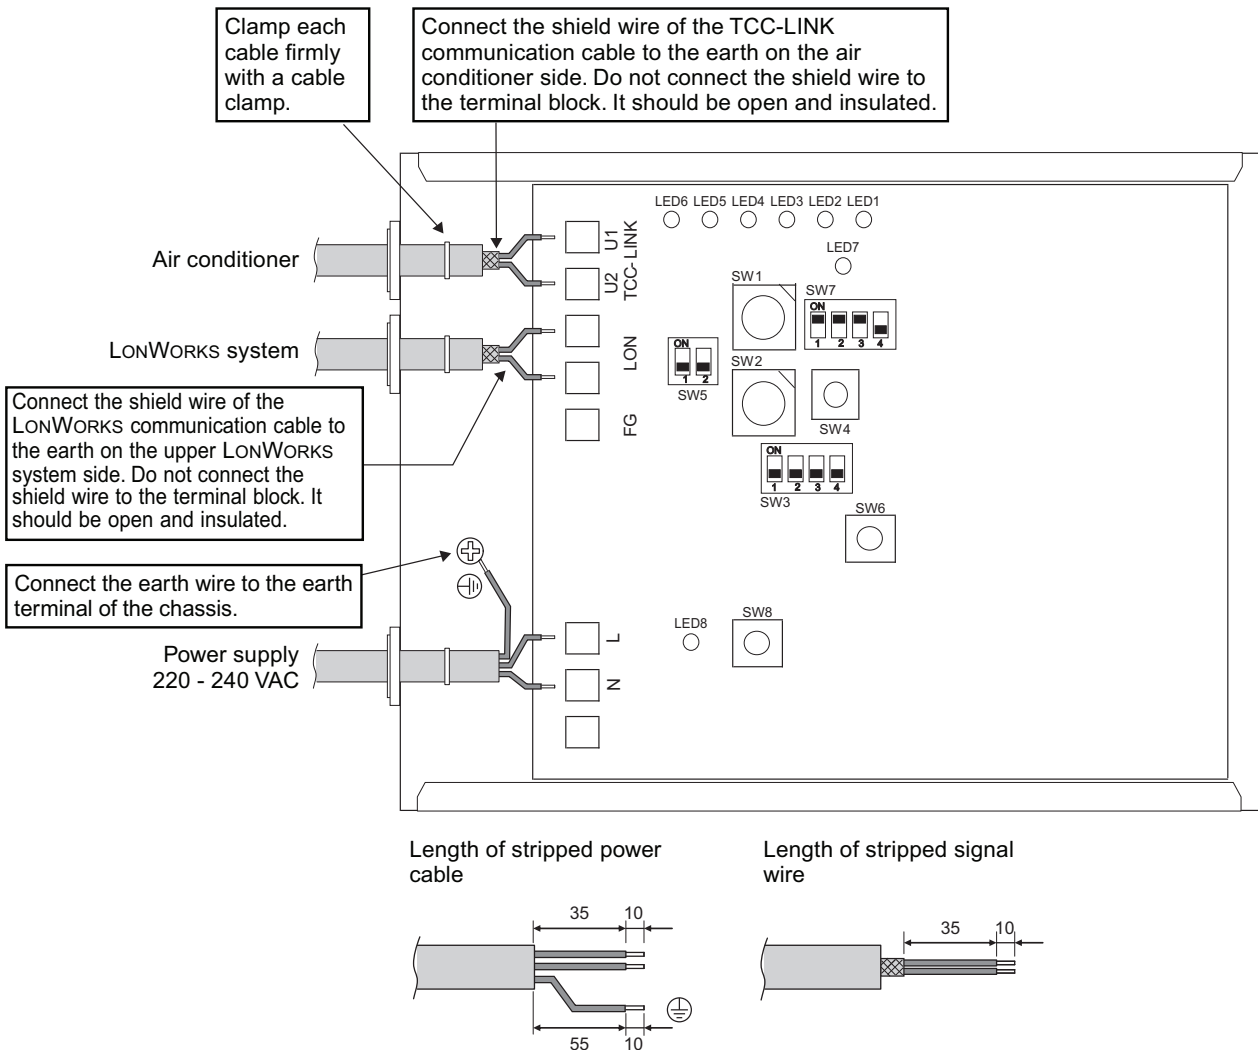 Clamp each
cable firmly
with a cable
clamp.
Connect the shield wire of the TCC-LINK
communication cable to the earth on the air
conditioner side. Do not connect the shield wire to
the terminal block. It should be open and insulated.
LED6 LED5 LED4 LED3 LED2 LED1
LED7
Air conditioner
U1
U2
TCC-LINK
SW1
SW7
ON
1 2 3 4
LONWORKS system
LON
ON
1 2
SW5
SW2
SW4
FG
Connect the shield wire of the
LONWORKS communication cable to
the earth on the upper LONWORKS
system side. Do not connect the
shield wire to the terminal block. It
should be open and insulated.
ON
1 2 3 4
SW3
SW6
Connect the earth wire to the earth
terminal of the chassis.
Power supply
220 - 240 VAC
L
N
LED8
SW8
Length of stripped power
cable
35 10
55 10
Length of stripped signal
wire
35 10